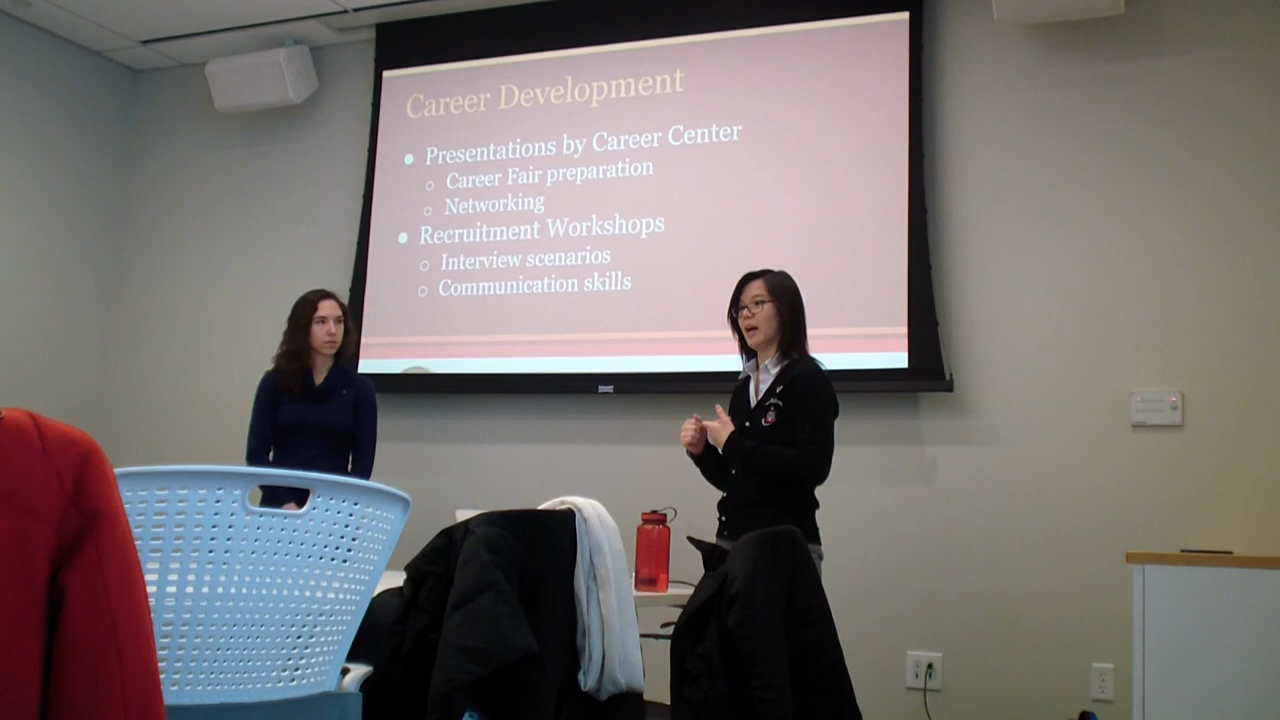 Career Development
Presentations by Career Center
Career Fair preparation
Networking
Recruitment Workshops
Interview scenarios
Communication skills